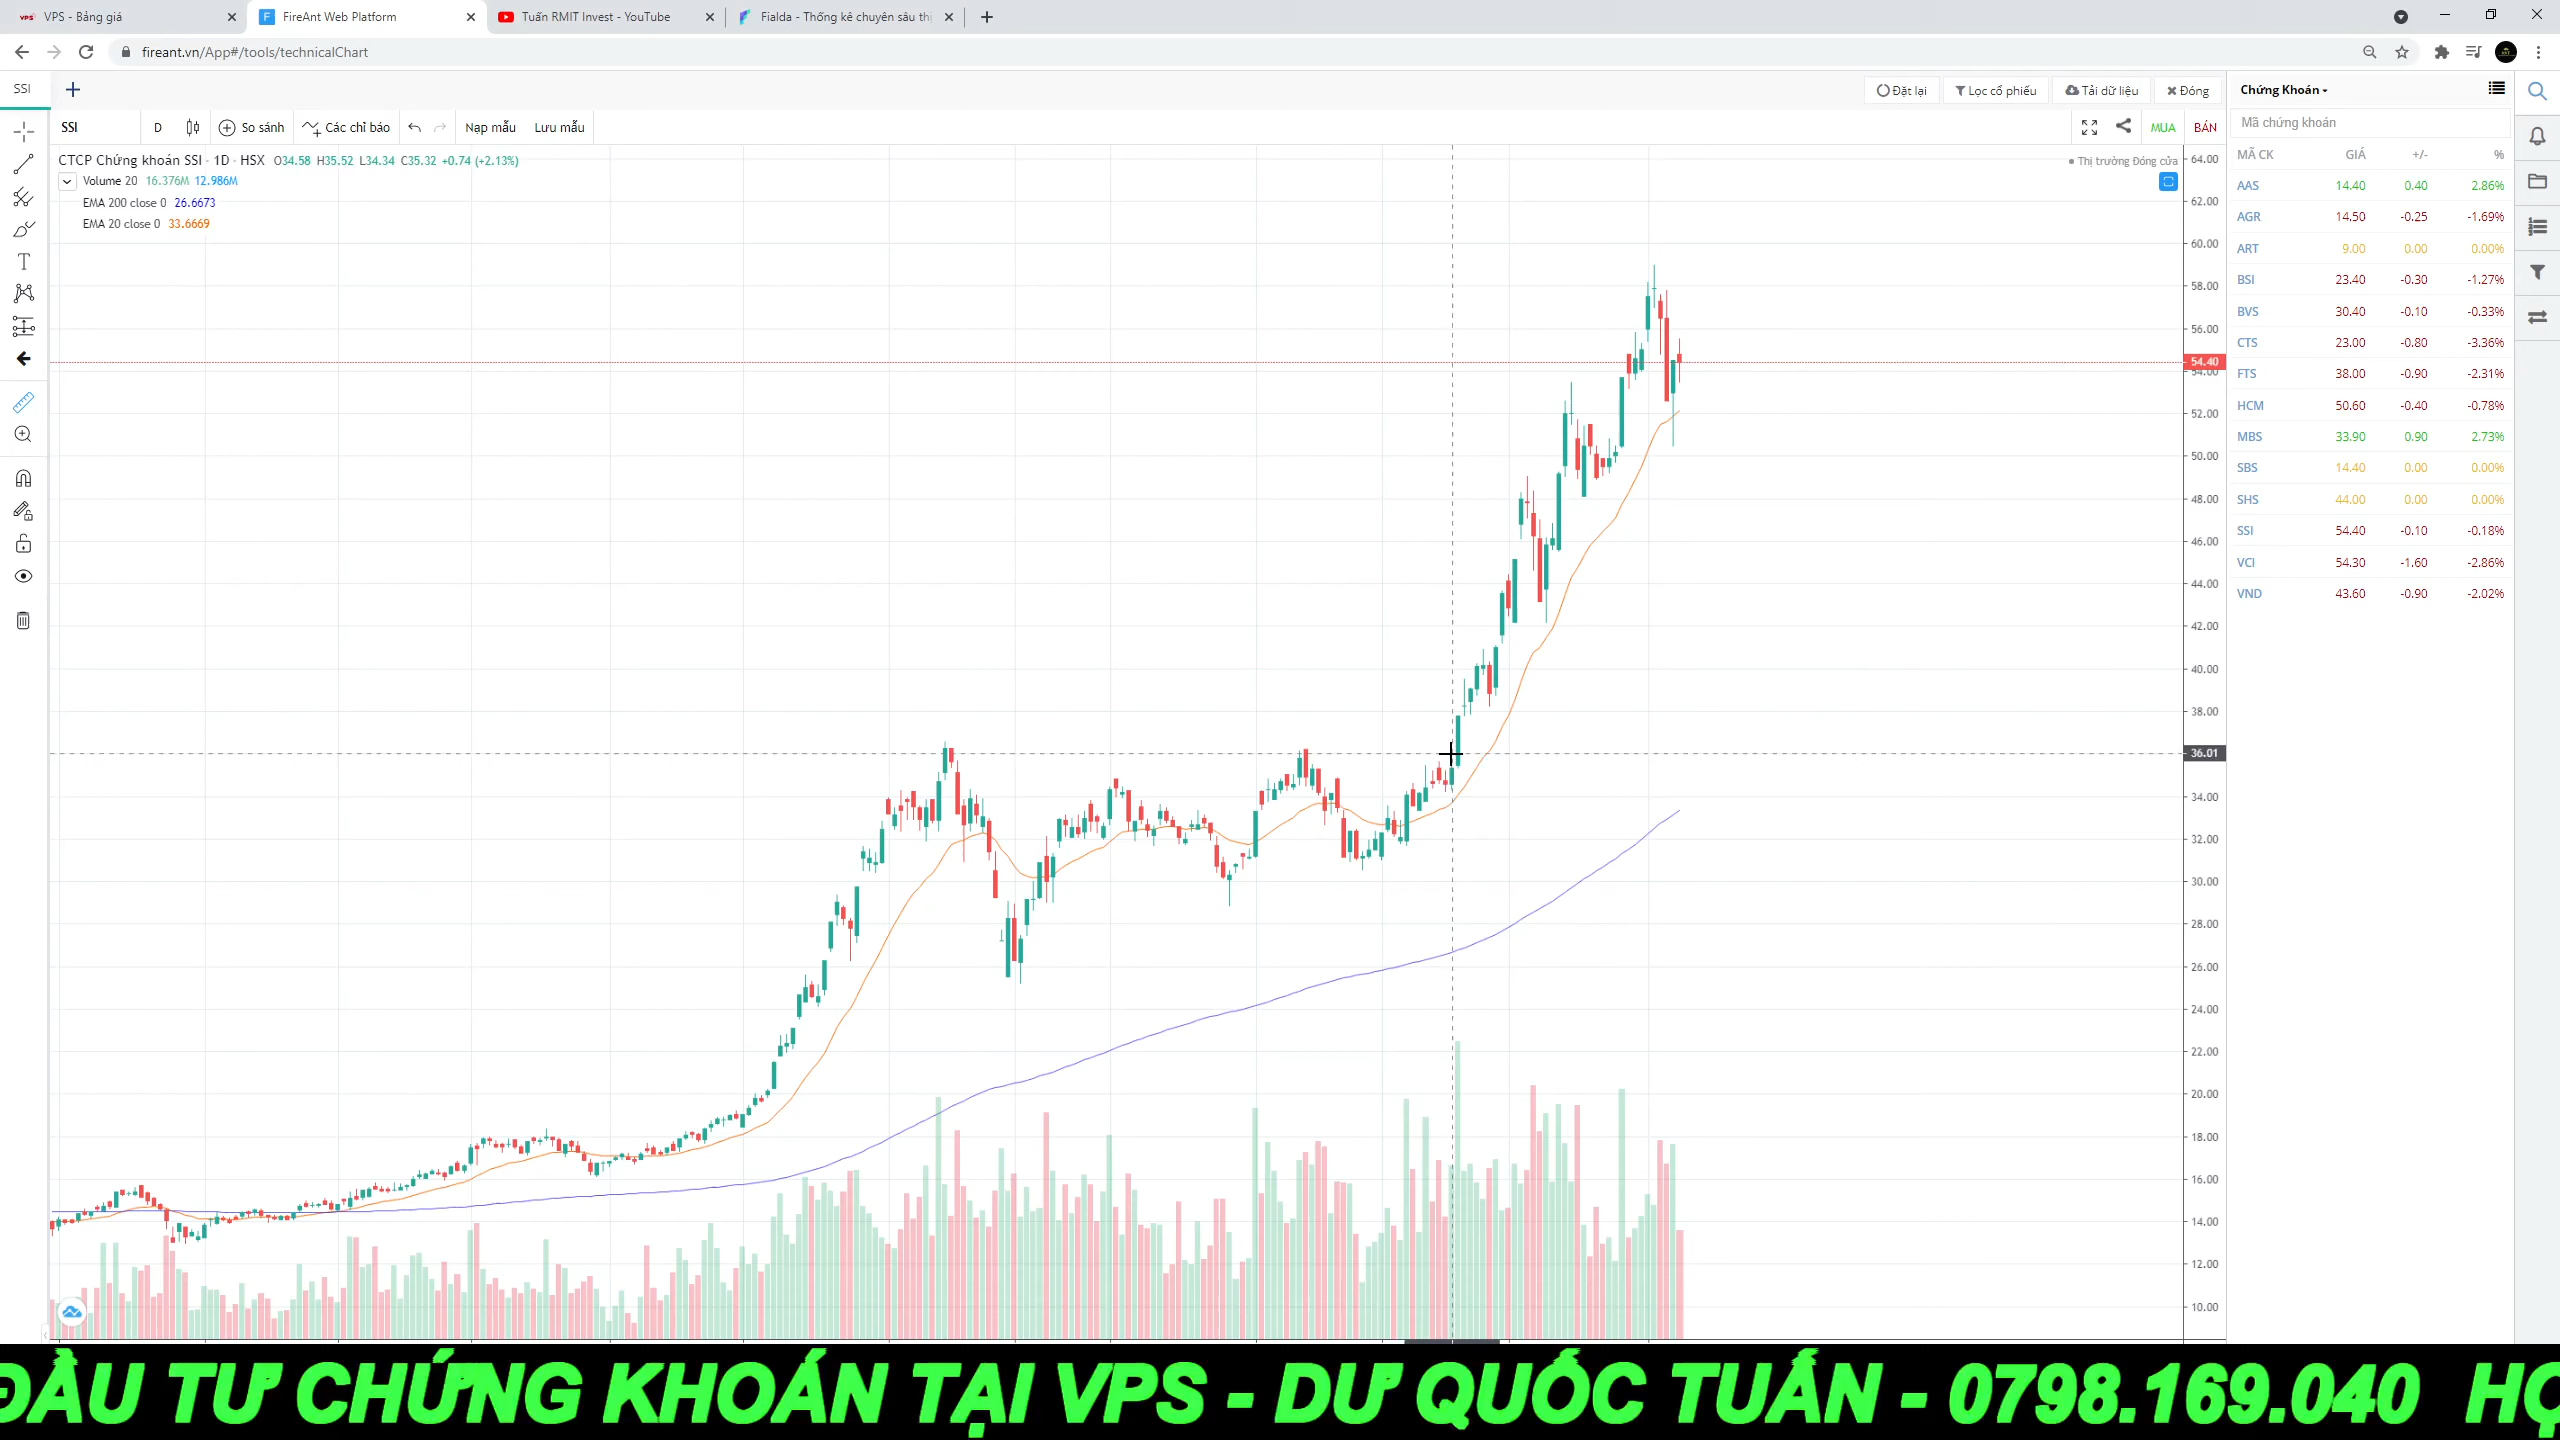 VPS - Bảng giá
FireAnt Web Platform
Tuấn RMIT Invest - YouTube
Fialda - Thống kê chuyên sâu thị
fireant.vn/App#/tools/technicalChart
SSI
Đặt lại
Lọc cổ phiếu
Tải dữ liệu
Đóng
Chứng Khoán
SSI
D
So sánh
Các chỉ báo
Nạp mẫu
Lưu mẫu
MUA
BÁN
Mã chứng khoán
CTCP Chứng khoán SSI · 1D · HSX O34.58 H35.52 L34.34 C35.32 +0.74 (+2.13%)
Thị trường Đóng cửa
Volume 20 16.376M 12.986M
EMA 200 close 0 26.6673
EMA 20 close 0 33.6669
64.00
62.00
60.00
58.00
56.00
54.40
54.00
52.00
50.00
48.00
46.00
44.00
42.00
40.00
38.00
36.01
34.00
32.00
30.00
28.00
26.00
24.00
22.00
20.00
18.00
16.00
14.00
12.00
10.00
MÃ CK GIÁ +/- %
AAS 14.40 0.40 2.86%
AGR 14.50 -0.25 -1.69%
ART 9.00 0.00 0.00%
BSI 23.40 -0.30 -1.27%
BVS 30.40 -0.10 -0.33%
CTS 23.00 -0.80 -3.36%
FTS 38.00 -0.90 -2.31%
HCM 50.60 -0.40 -0.78%
MBS 33.90 0.90 2.73%
SBS 14.40 0.00 0.00%
SHS 44.00 0.00 0.00%
SSI 54.40 -0.10 -0.18%
VCI 54.30 -1.60 -2.86%
VND 43.60 -0.90 -2.02%
ĐẦU TƯ CHỨNG KHOÁN TẠI VPS - DƯ QUỐC TUẤN - 0798.169.040